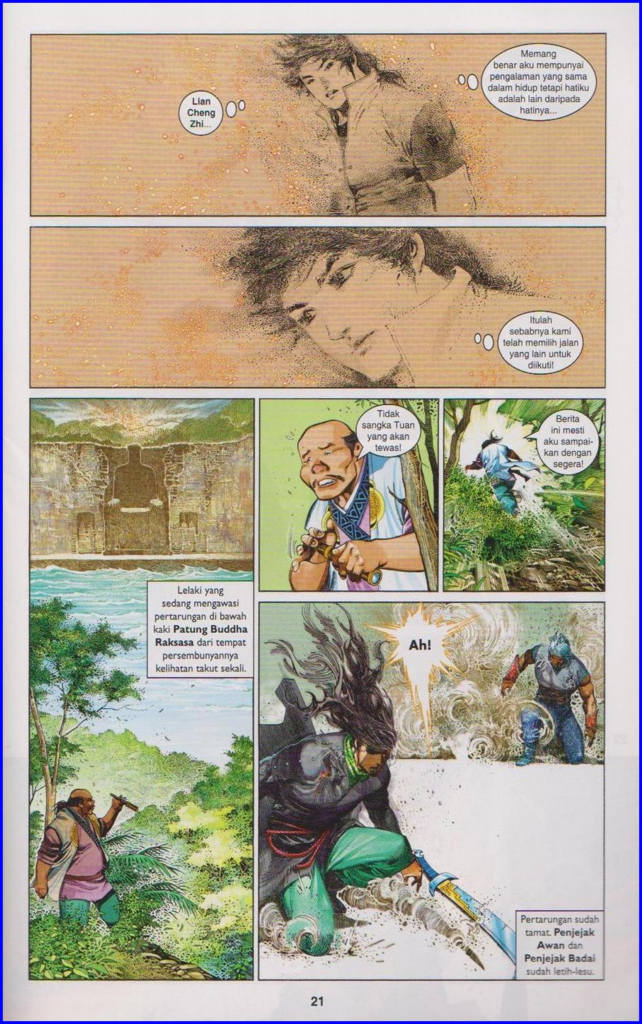 Lian
Cheng
Zhi...
Memang
benar aku mempunyai
pengalaman yang sama
dalam hidup tetapi hatiku
adalah lain daripada
hatinya...
Itulah
sebabnya kami
telah memilih jalan
yang lain untuk
diikuti!
Lelaki yang
sedang mengawasi
pertarungan di bawah
kaki Patung Buddha
Raksasa dari tempat
persembunyannya
kelihatan takut sekali.
Tidak
sangka Tuan
yang akan
tewas!
Berita
ini mesti
aku sampai-
kan dengan
segera!
Ah!
Pertarungan sudah
tamat. Penjejak
Awan dan
Penjejak Badai
sudah letih-lesu.
21